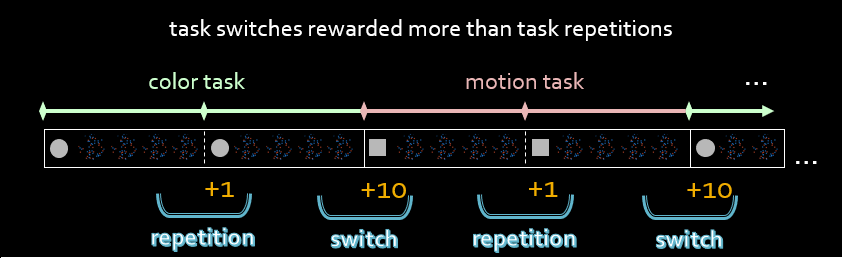 task switches rewarded more than task repetitions
color task motion task ...
...
+1 +10 +1 +10
repetition switch repetition switch